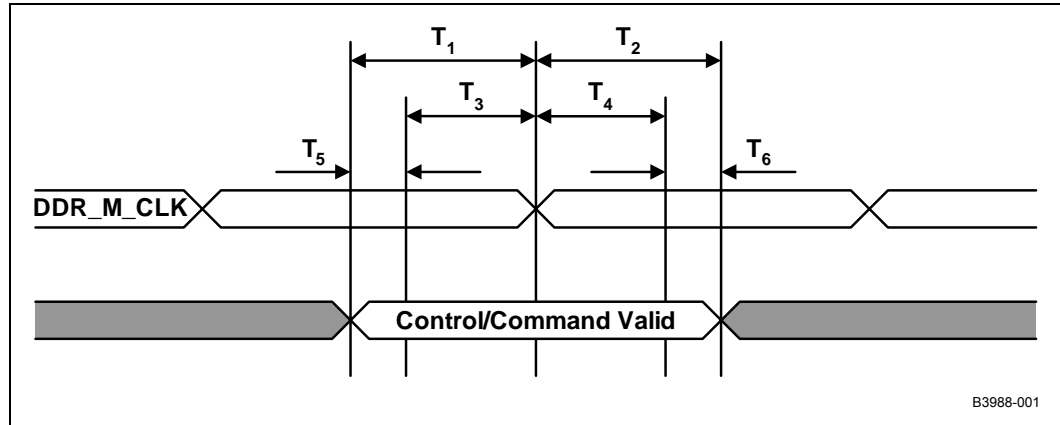 T1 T2
T3 T4
T5 T6
DDR_M_CLK
Control/Command Valid
B3988-001